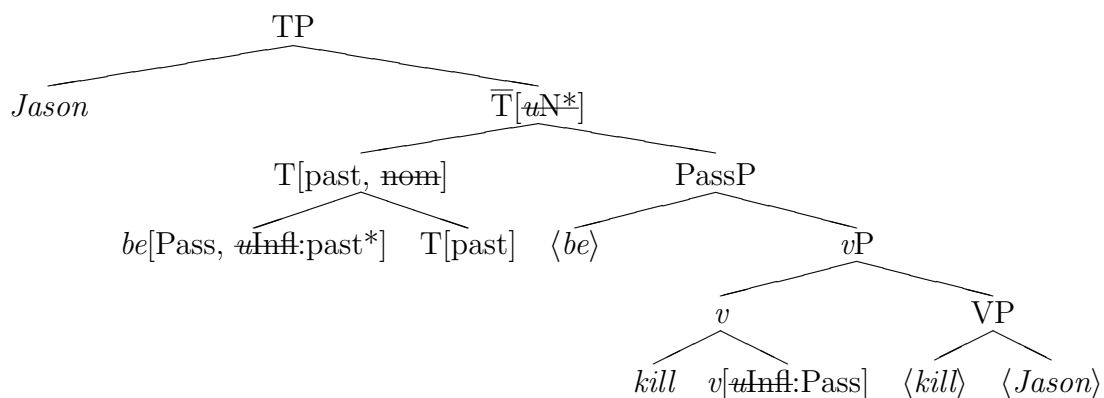 TP
Jason T̅[uN*]
T[past, nom] PassP
be[Pass, uInfl:past*] T[past] ⟨be⟩ vP
v VP
kill v[uInfl:Pass] ⟨kill⟩ ⟨Jason⟩